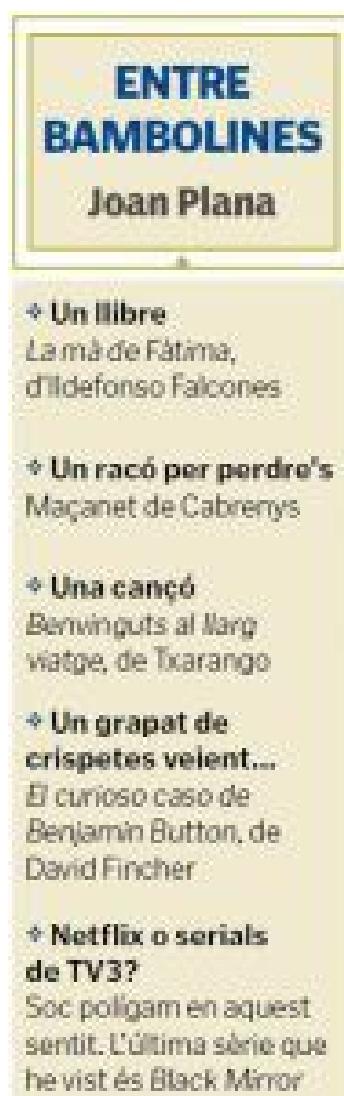 ENTRE
BAMBOLINES
Joan Plana
Un llibre
La mà de Fàtima,
d'Ildefonso Falcones
Un racó per perdre's
Maçanet de Cabrenys
Una cançó
Benvinguts al llarg
viatge, de Txarango
Un grapat de
crispetes veient...
El curioso caso de
Benjamin Button, de
David Fincher
Netflix o serials
de TV3?
Soc polígam en aquest
sentit. L'última sèrie que
he vist és Black Mirror